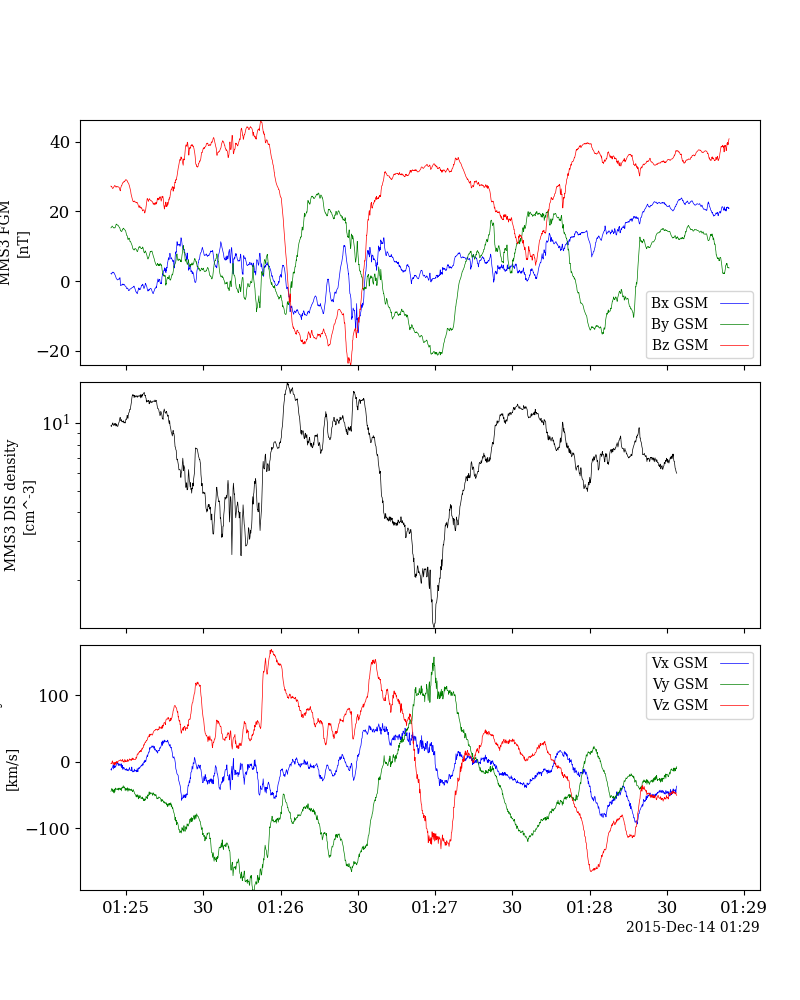 MMS3 FGM
[nT]
40
20
0
−20
Bx GSM
By GSM
Bz GSM
MMS3 DIS density
[cm^-3]
10^1
[km/s]
100
0
−100
Vx GSM
Vy GSM
Vz GSM
01:25 30 01:26 30 01:27 30 01:28 30 01:29
2015-Dec-14 01:29